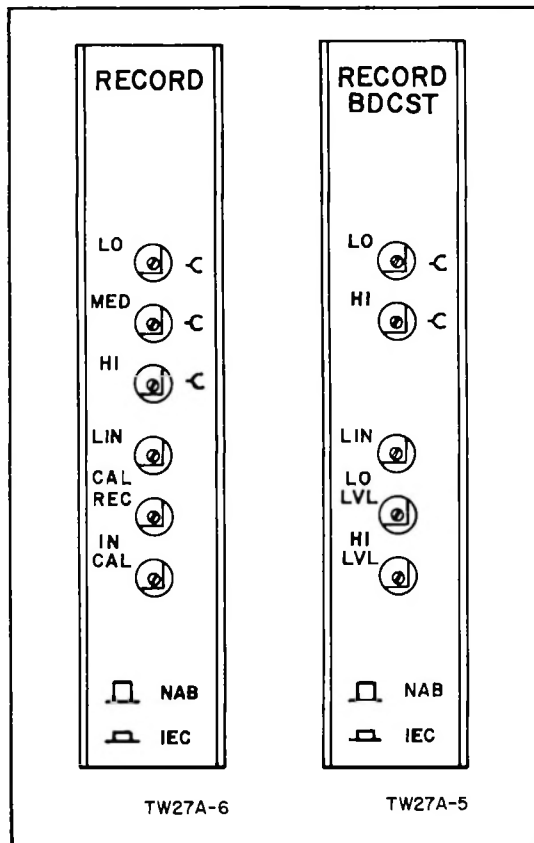 RECORD
LO
MED
HI
LIN
CAL
REC
IN
CAL
NAB
IEC
TW27A-6
RECORD
BDCST
LO
HI
LIN
LO
LVL
HI
LVL
NAB
IEC
TW27A-5